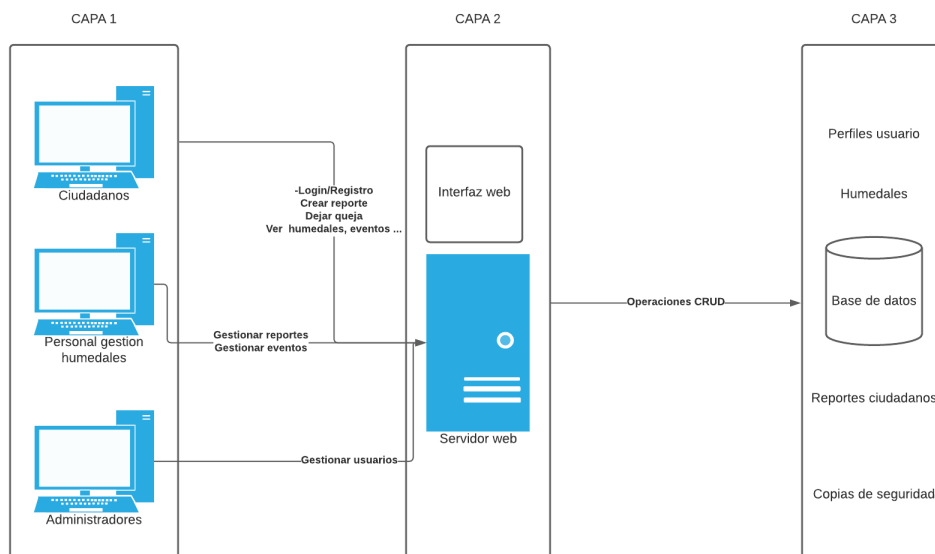 CAPA 1
CAPA 2
CAPA 3
Ciudadanos
Personal gestion
humedales
Administradores
-Login/Registro
Crear reporte
Dejar queja
Ver humedales, eventos ...
Gestionar reportes
Gestionar eventos
Gestionar usuarios
Interfaz web
Servidor web
Operaciones CRUD
Perfiles usuario
Humedales
Base de datos
Reportes ciudadanos
Copias de seguridad